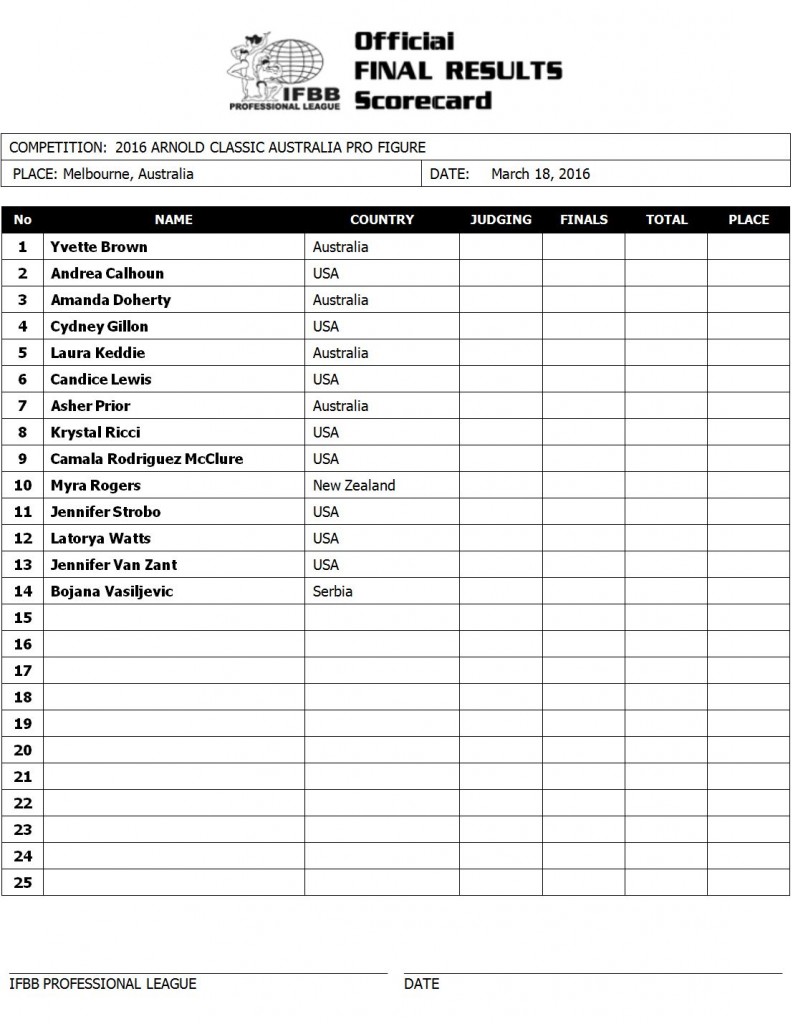 Official
FINAL RESULTS
Scorecard
IFBB
PROFESSIONAL LEAGUE
COMPETITION: 2016 ARNOLD CLASSIC AUSTRALIA PRO FIGURE
PLACE: Melbourne, Australia DATE: March 18, 2016
No NAME COUNTRY JUDGING FINALS TOTAL PLACE
1 Yvette Brown Australia
2 Andrea Calhoun USA
3 Amanda Doherty Australia
4 Cydney Gillon USA
5 Laura Keddie Australia
6 Candice Lewis USA
7 Asher Prior Australia
8 Krystal Ricci USA
9 Camala Rodriguez McClure USA
10 Myra Rogers New Zealand
11 Jennifer Strobo USA
12 Latorya Watts USA
13 Jennifer Van Zant USA
14 Bojana Vasiljevic Serbia
15
16
17
18
19
20
21
22
23
24
25
IFBB PROFESSIONAL LEAGUE DATE